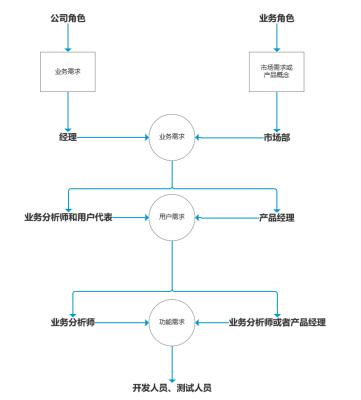 公司角色
业务角色
业务需求
市场需求或
产品概念
经理
业务需求
市场部
业务分析师和用户代表
用户需求
产品经理
业务分析师
功能需求
业务分析师或者产品经理
开发人员、测试人员